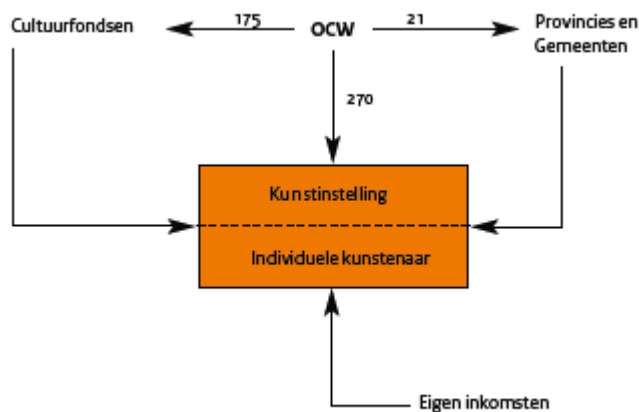 Cultuurfondsen
175
OCW
21
Provincies en
Gemeenten
270
Kunstinstelling
Individuele kunstenaar
Eigen inkomsten